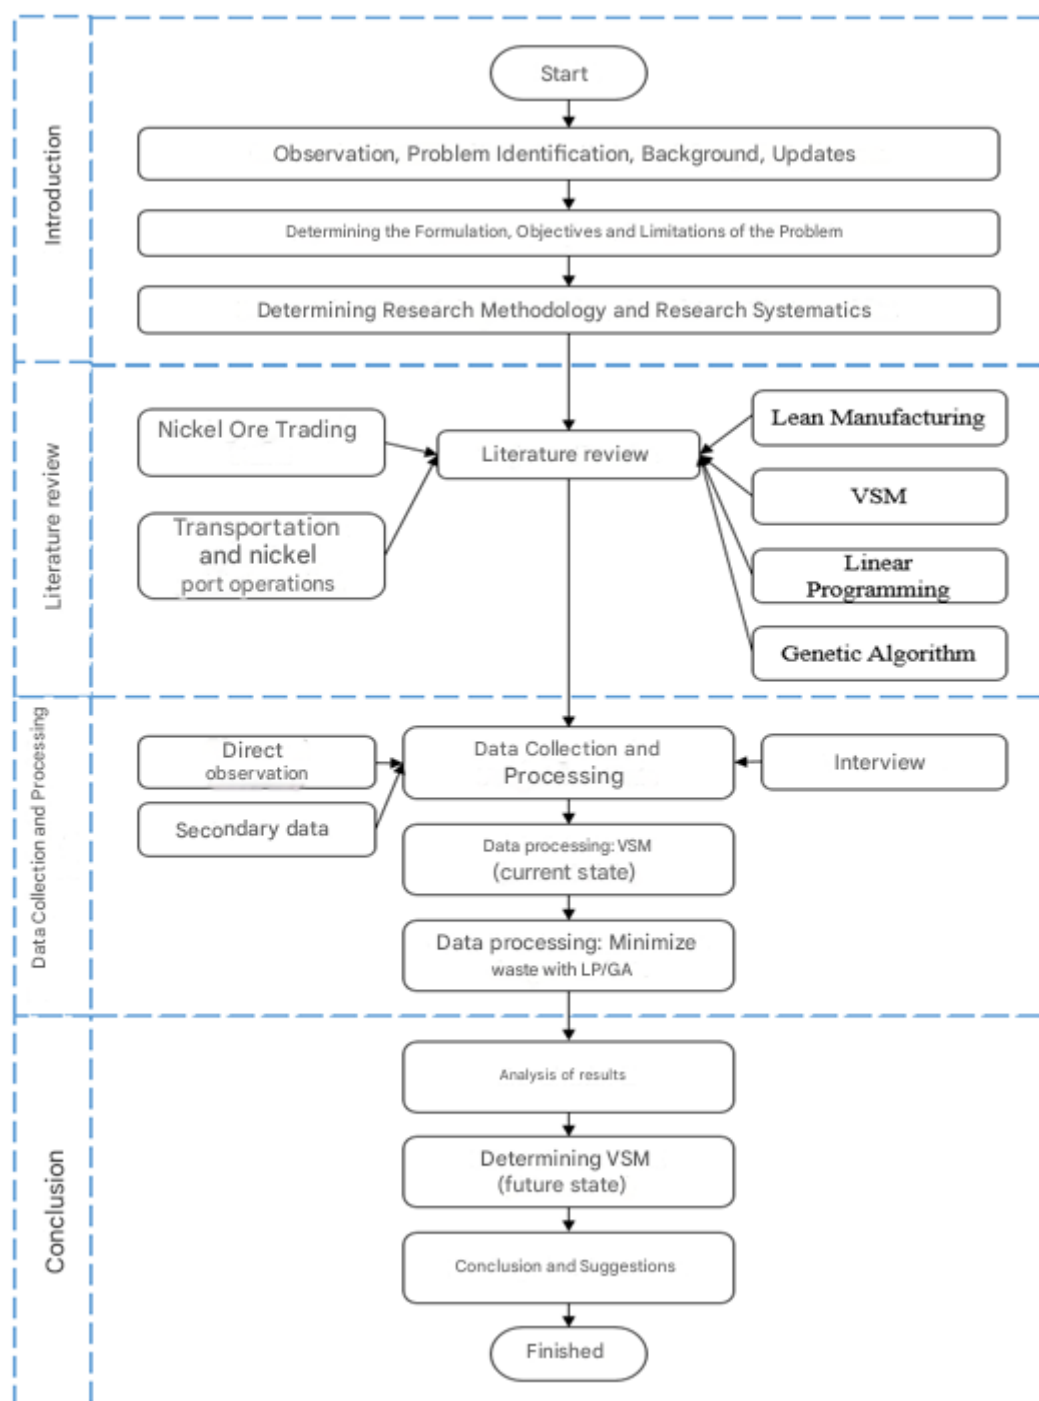 Introduction
Start
Observation, Problem Identification, Background, Updates
Determining the Formulation, Objectives and Limitations of the Problem
Determining Research Methodology and Research Systematics
Literature review
Nickel Ore Trading
Transportation
and nickel
port operations
Literature review
Lean Manufacturing
VSM
Linear
Programming
Genetic Algorithm
Data Collection and Processing
Direct
observation
Secondary data
Data Collection and
Processing
Interview
Data processing: VSM
(current state)
Data processing: Minimize
waste with LP/GA
Conclusion
Analysis of results
Determining VSM
(future state)
Conclusion and Suggestions
Finished